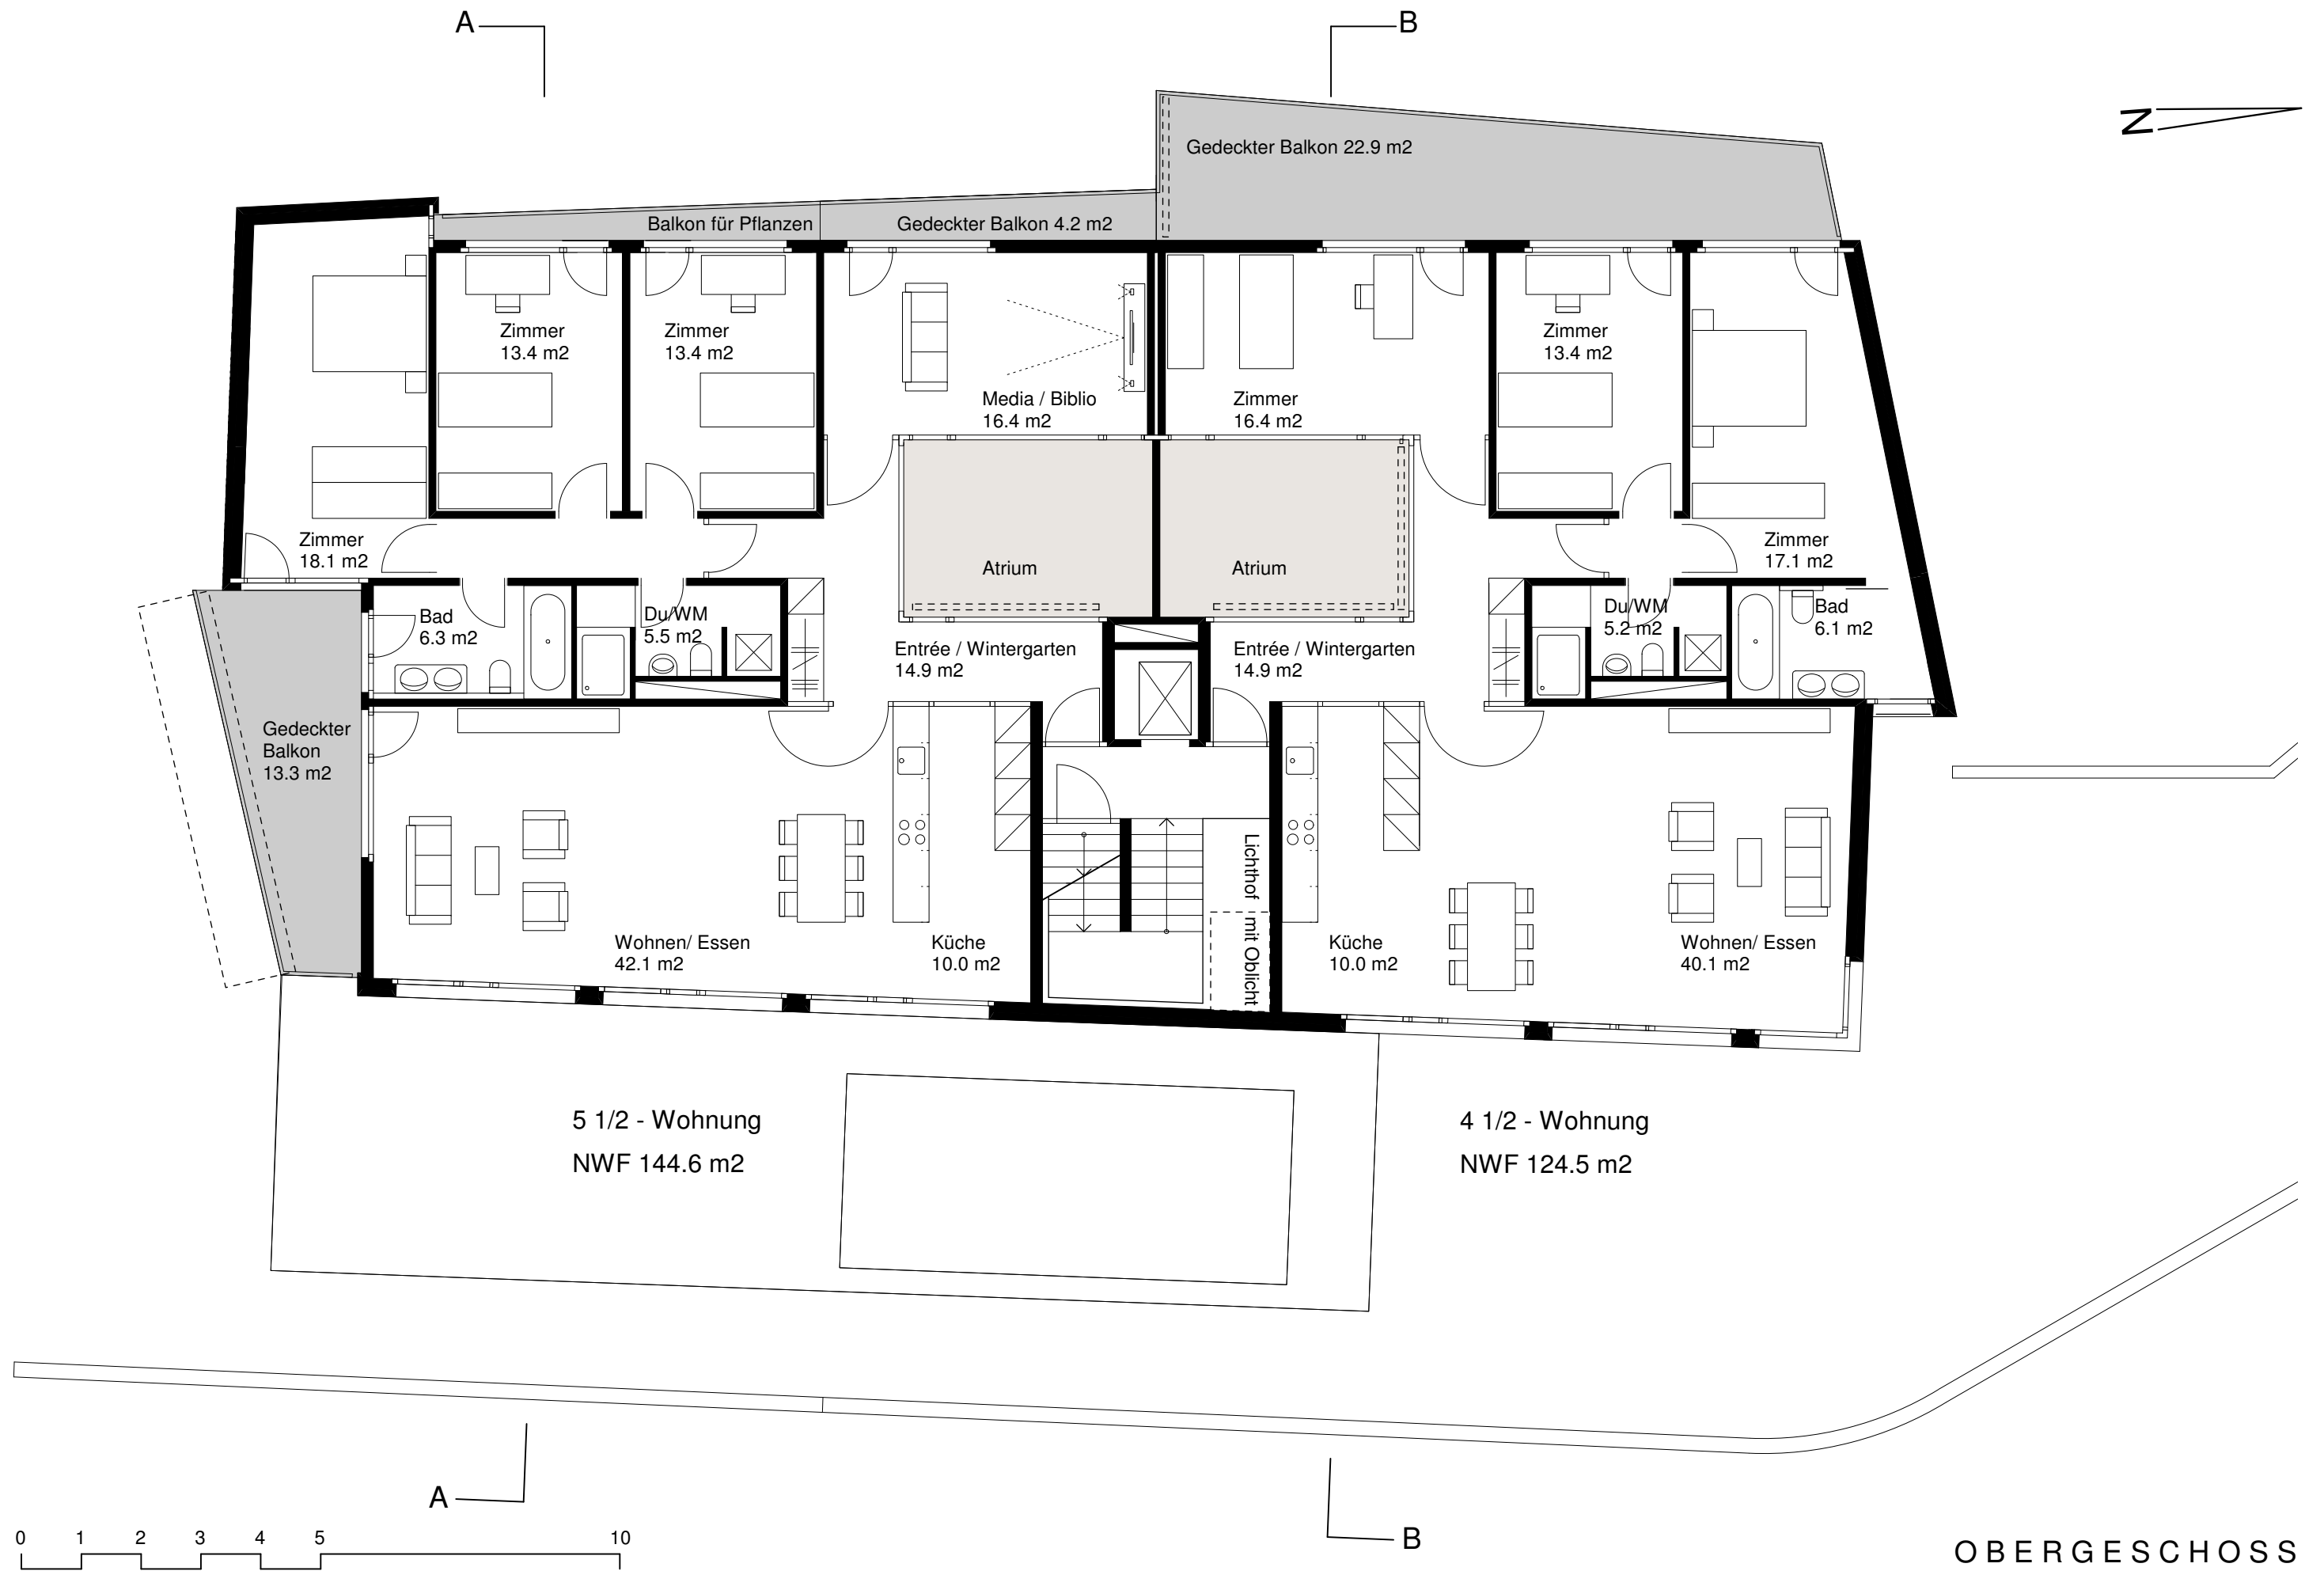 A
B
N
Gedeckter Balkon 22.9 m2
Balkon für Pflanzen
Gedeckter Balkon 4.2 m2
Zimmer
13.4 m2
Zimmer
13.4 m2
Zimmer
13.4 m2
Media / Biblio
16.4 m2
Zimmer
16.4 m2
Zimmer
18.1 m2
Atrium
Atrium
Zimmer
17.1 m2
Bad
6.3 m2
Du/WM
5.5 m2
Du/WM
5.2 m2
Bad
6.1 m2
Entrée / Wintergarten
14.9 m2
Entrée / Wintergarten
14.9 m2
Gedeckter
Balkon
13.3 m2
Lichthof mit Oblicht
Wohnen/ Essen
42.1 m2
Küche
10.0 m2
Küche
10.0 m2
Wohnen/ Essen
40.1 m2
5 1/2 - Wohnung
NWF 144.6 m2
4 1/2 - Wohnung
NWF 124.5 m2
A
B
0 1 2 3 4 5 10
OBERGESCHOSS